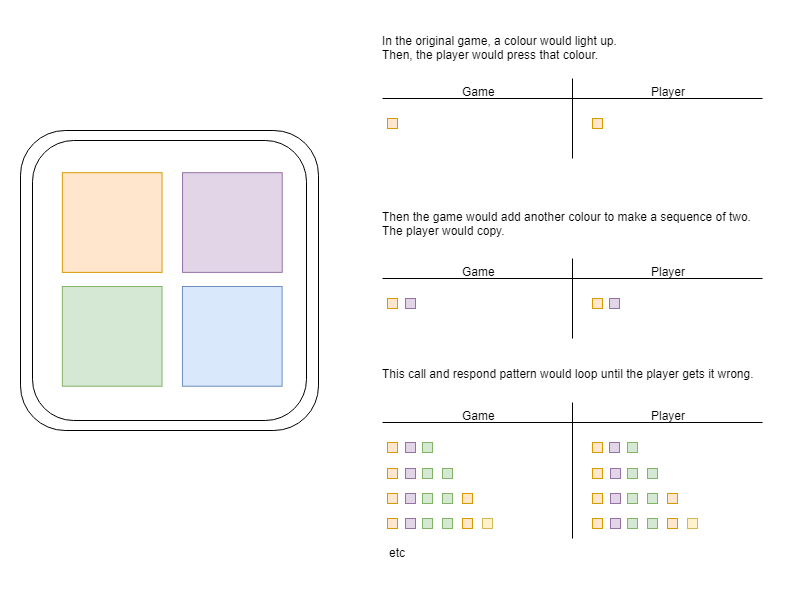 In the original game, a colour would light up.
Then, the player would press that colour.
Game Player
Then the game would add another colour to make a sequence of two.
The player would copy.
Game Player
This call and respond pattern would loop until the player gets it wrong.
Game Player
etc